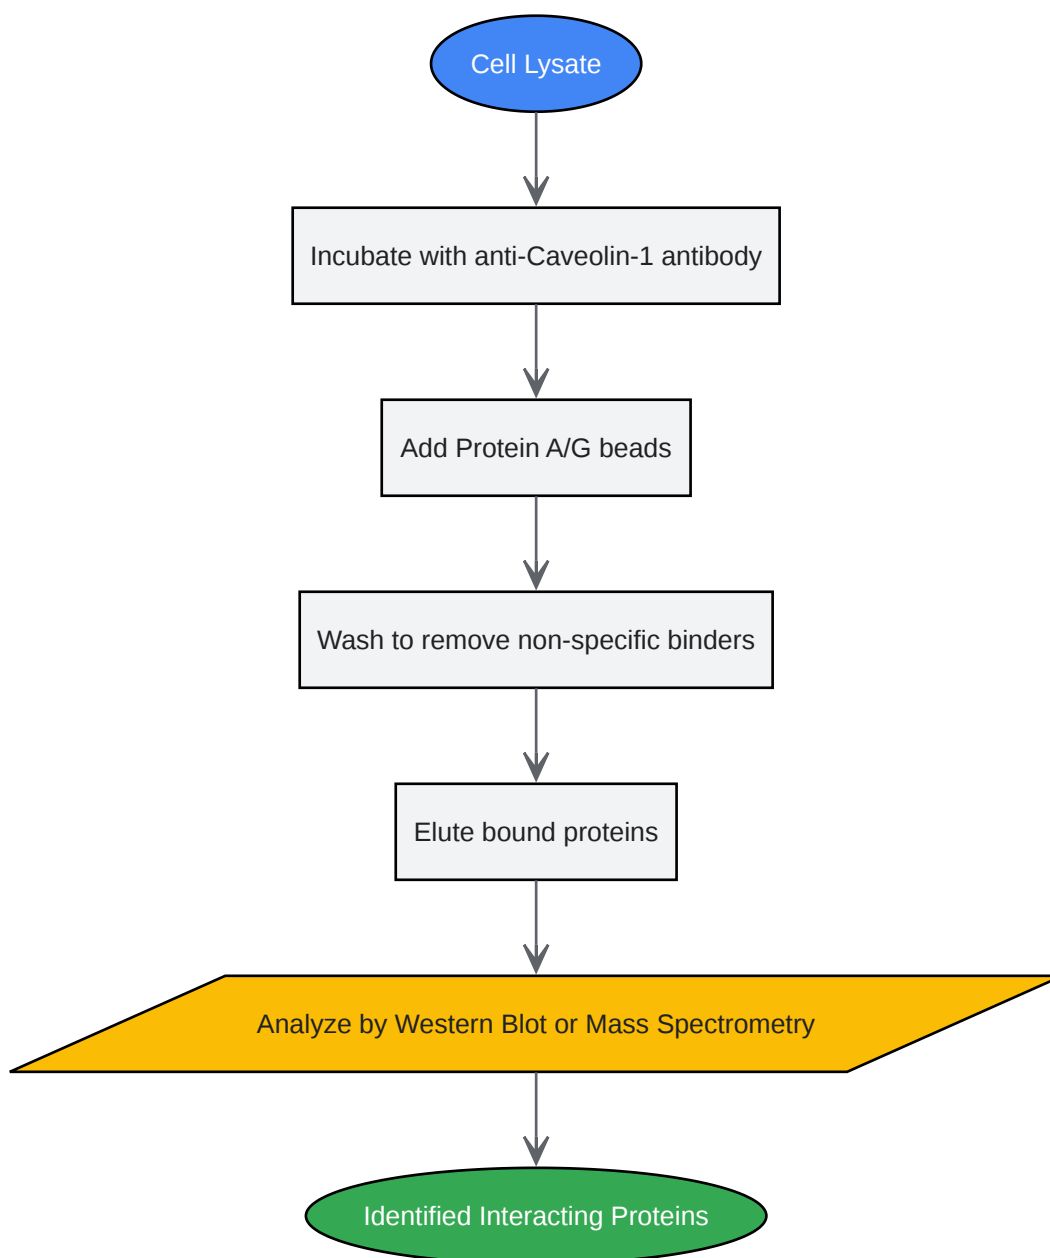 Cell Lysate
Incubate with anti-Caveolin-1 antibody
Add Protein A/G beads
Wash to remove non-specific binders
Elute bound proteins
Analyze by Western Blot or Mass Spectrometry
Identified Interacting Proteins